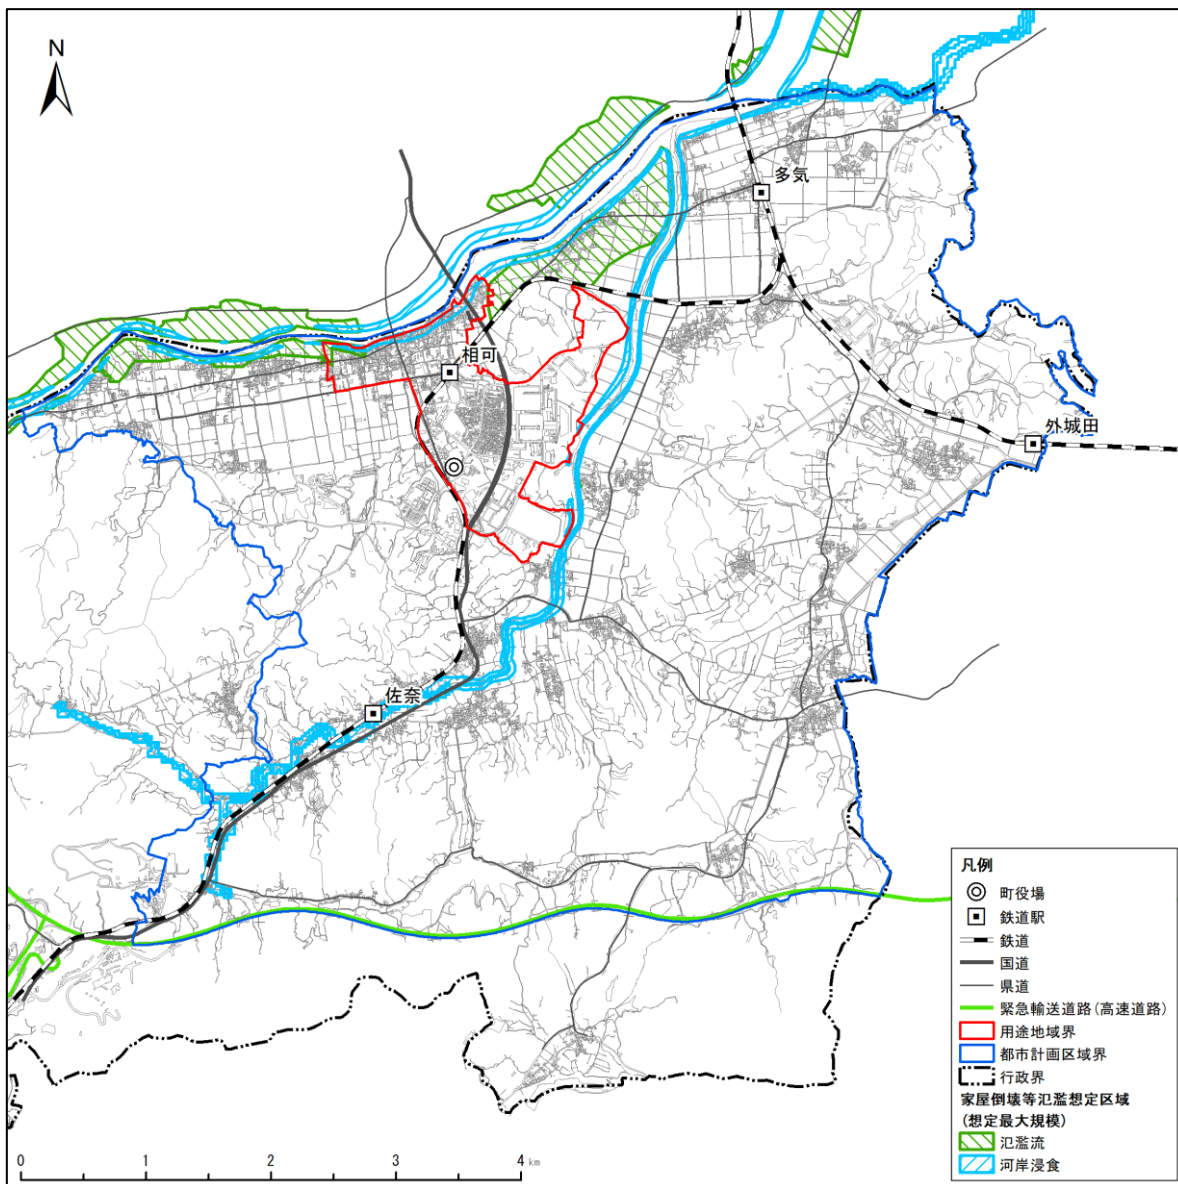 N
多気
相可
外城田
佐奈
凡例
町役場
鉄道駅
鉄道
国道
県道
緊急輸送道路(高速道路)
用途地域界
都市計画区域界
行政界
家屋倒壊等氾濫想定区域
(想定最大規模)
氾濫流
河岸浸食
0 1 2 3 4 km